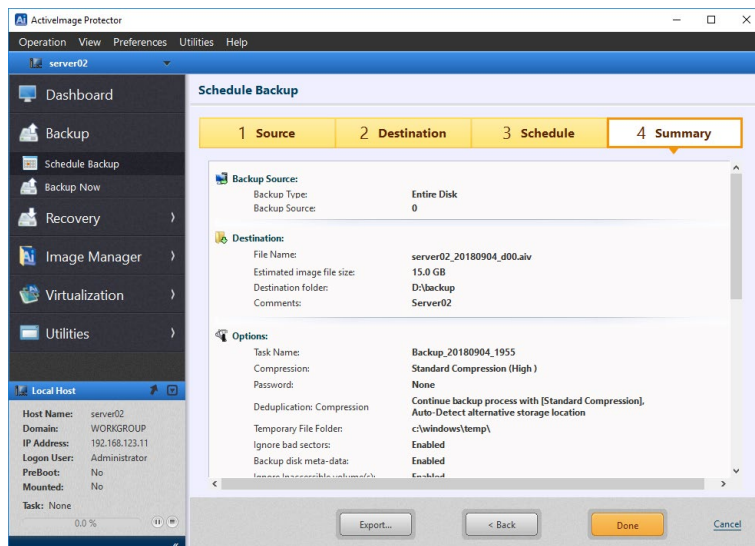 Ai ActiveImage Protector
Operation View Preferences Utilities Help
server02
Dashboard
Backup
Schedule Backup
Backup Now
Recovery
Ai Image Manager
Virtualization
Utilities
Local Host
Host Name: server02
Domain: WORKGROUP
IP Address: 192.168.123.11
Logon User: Administrator
PreBoot: No
Mounted: No
Task: None
0.0 %
Schedule Backup
1 Source 2 Destination 3 Schedule 4 Summary
Backup Source:
Backup Type: Entire Disk
Backup Source: 0
Destination:
File Name: server02_20180904_d00.aiv
Estimated image file size: 15.0 GB
Destination folder: D:\backup
Comments: Server02
Options:
Task Name: Backup_20180904_1955
Compression: Standard Compression (High )
Password: None
Deduplication: Compression Continue backup process with [Standard Compression],
Auto-Detect alternative storage location
Temporary File Folder: c:\windows\temp\
Ignore bad sectors: Enabled
Backup disk meta-data: Enabled
Ignore Inaccessible volume(s): Enabled
Export... < Back Done Cancel